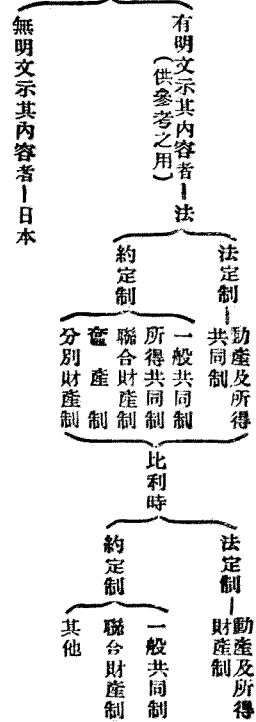 有明文示其內容者－法
（供參考之用）
法定制－動產及所得
共同制
約定制
一般共同制
所得共同制
聯合財產制
奩產制
分別財產制
比利時
法定制－動產及所得
財產制
約定制
一般共同制
聯合財產制
其他
無明文示其內容者－日本